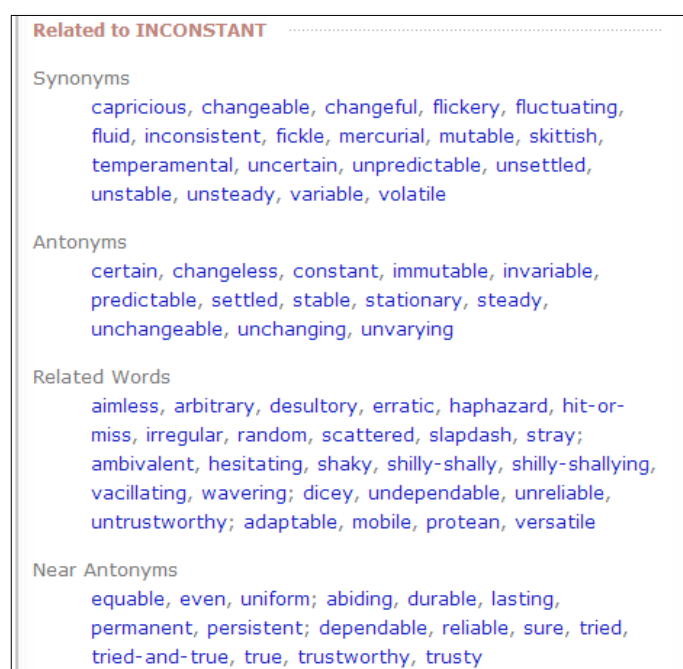 Related to INCONSTANT
Synonyms
capricious, changeable, changeful, flickery, fluctuating,
fluid, inconsistent, fickle, mercurial, mutable, skittish,
temperamental, uncertain, unpredictable, unsettled,
unstable, unsteady, variable, volatile
Antonyms
certain, changeless, constant, immutable, invariable,
predictable, settled, stable, stationary, steady,
unchangeable, unchanging, unvarying
Related Words
aimless, arbitrary, desultory, erratic, haphazard, hit-or-
miss, irregular, random, scattered, slapdash, stray;
ambivalent, hesitating, shaky, shilly-shally, shilly-shallying,
vacillating, wavering; dicey, undependable, unreliable,
untrustworthy; adaptable, mobile, protean, versatile
Near Antonyms
equable, even, uniform; abiding, durable, lasting,
permanent, persistent; dependable, reliable, sure, tried,
tried-and-true, true, trustworthy, trusty